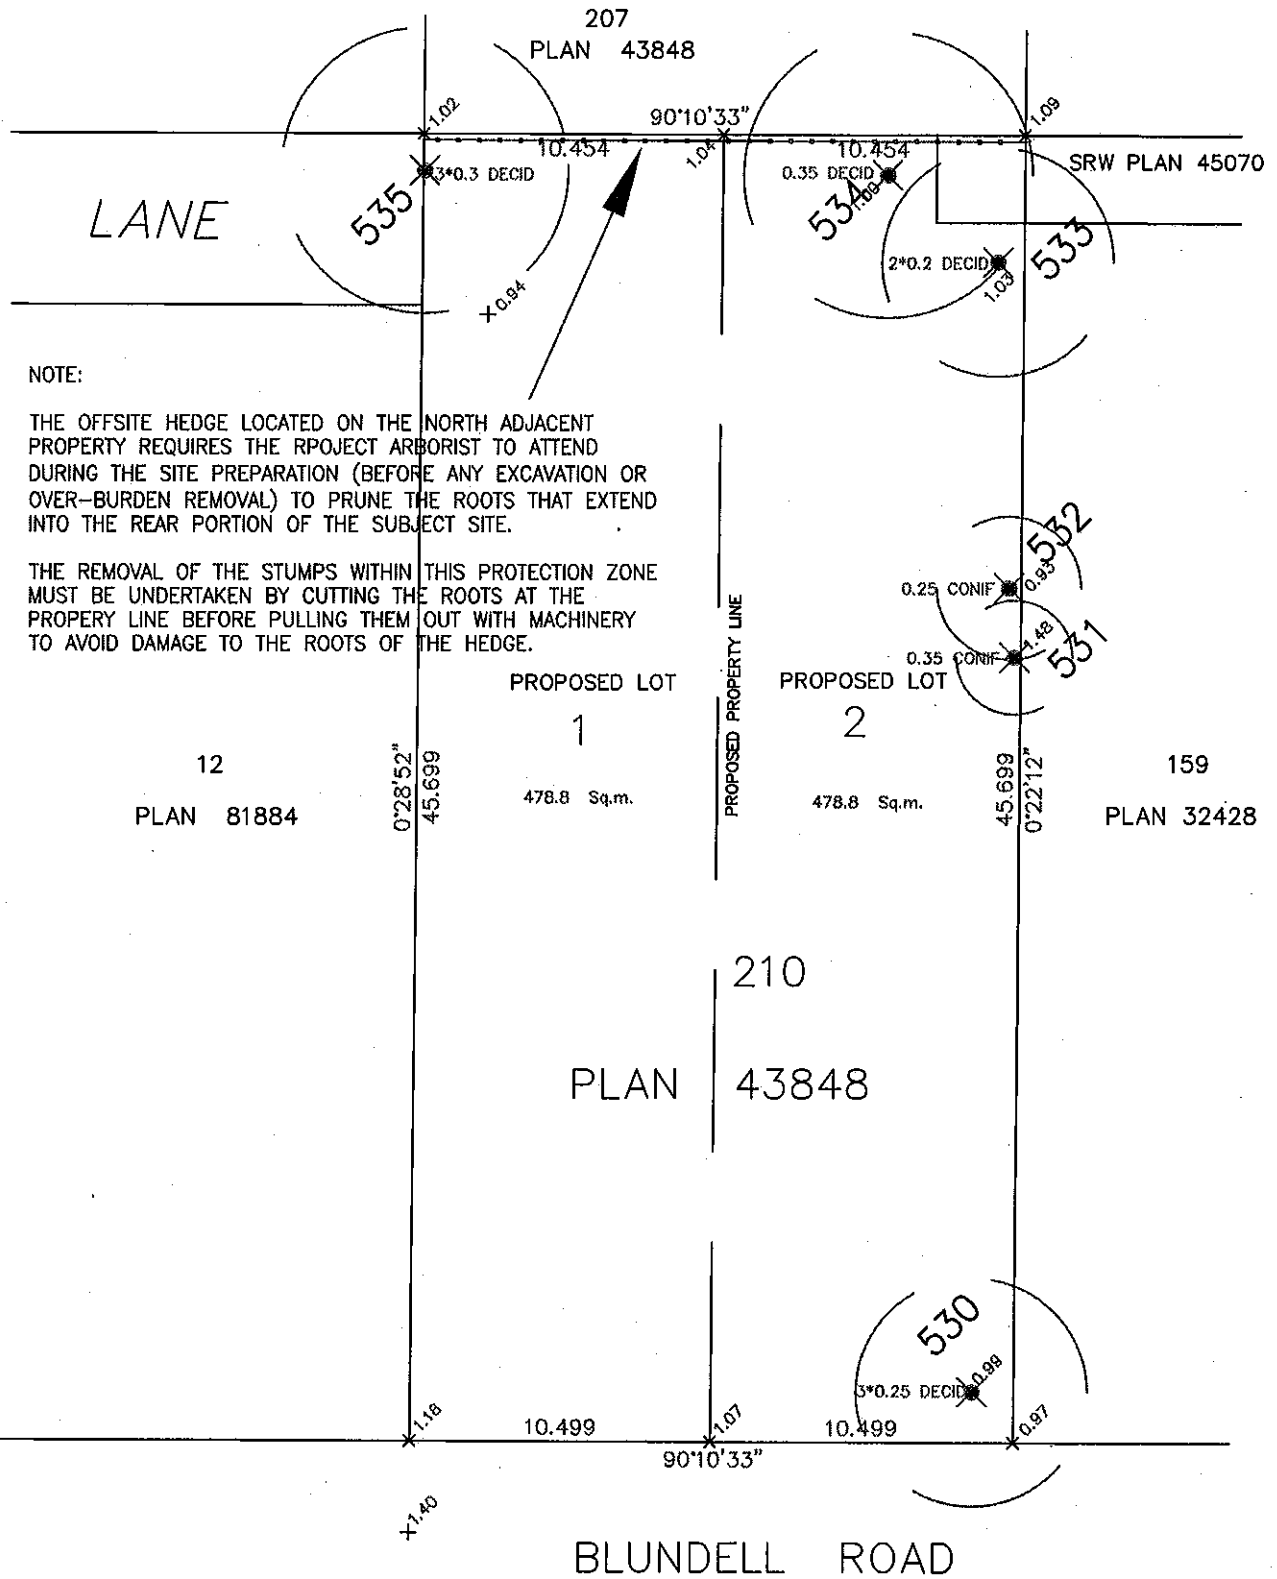 207
PLAN 43848
1.02
90°10'33"
1.09
10.454
1.04
10.454
SRW PLAN 45070
3*0.3 DECID
0.35 DECID
1.00
535
534
533
LANE
2*0.2 DECID
1.03
0.94
NOTE:
THE OFFSITE HEDGE LOCATED ON THE NORTH ADJACENT
PROPERTY REQUIRES THE RPOJECT ARBORIST TO ATTEND
DURING THE SITE PREPARATION (BEFORE ANY EXCAVATION OR
OVER-BURDEN REMOVAL) TO PRUNE THE ROOTS THAT EXTEND
INTO THE REAR PORTION OF THE SUBJECT SITE.
THE REMOVAL OF THE STUMPS WITHIN THIS PROTECTION ZONE
MUST BE UNDERTAKEN BY CUTTING THE ROOTS AT THE
PROPERY LINE BEFORE PULLING THEM OUT WITH MACHINERY
TO AVOID DAMAGE TO THE ROOTS OF THE HEDGE.
532
0.25 CONIF
0.93
1.48
531
0.35 CONIF
PROPOSED PROPERTY LINE
PROPOSED LOT
1
478.8 Sq.m.
PROPOSED LOT
2
478.8 Sq.m.
12
PLAN 81884
0°28'52"
45.699
45.699
0°22'12"
159
PLAN 32428
210
PLAN 43848
530
3*0.25 DECID
0.99
1.18
10.499
1.07
10.499
0.97
90°10'33"
1.40
BLUNDELL ROAD